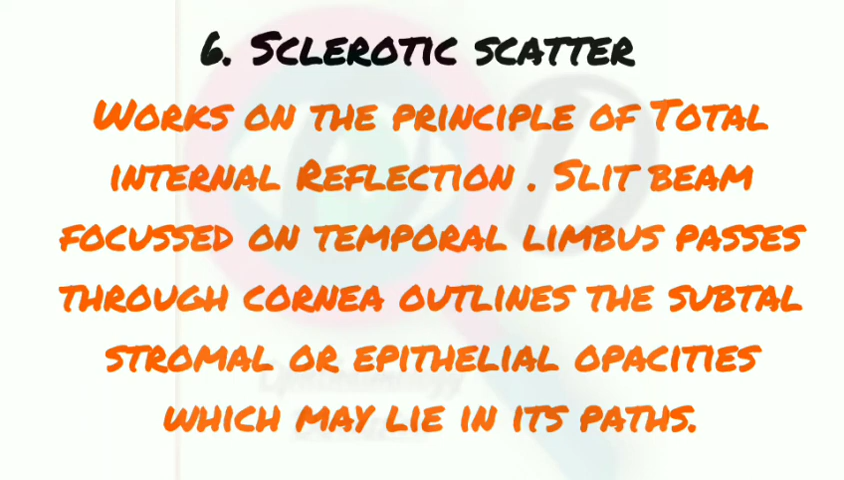 6. Sclerotic scatter
Works on the principle of Total
internal Reflection . Slit beam
focussed on temporal limbus passes
through cornea outlines the subtal
stromal or epithelial opacities
which may lie in its paths.